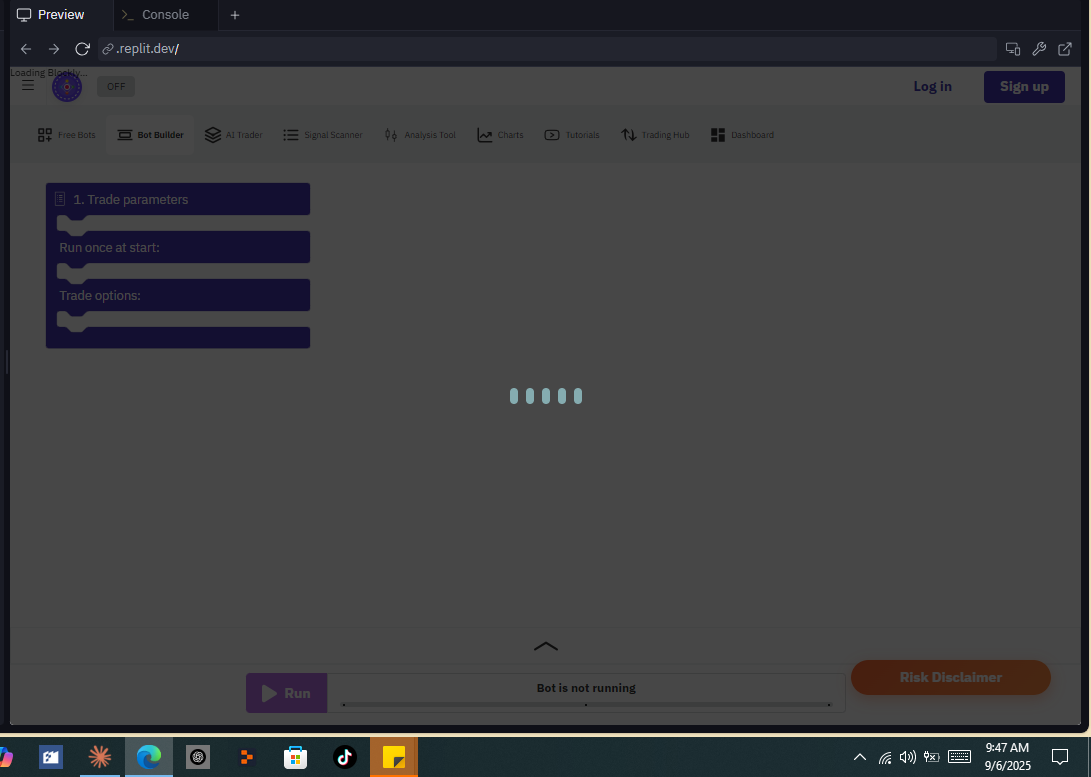 Preview
Console
.replit.dev/
Loading Blockly...
OFF
Log in
Sign up
Free Bots
Bot Builder
AI Trader
Signal Scanner
Analysis Tool
Charts
Tutorials
Trading Hub
Dashboard
1. Trade parameters
Run once at start:
Trade options:
Run
Bot is not running
Risk Disclaimer
9:47 AM
9/6/2025